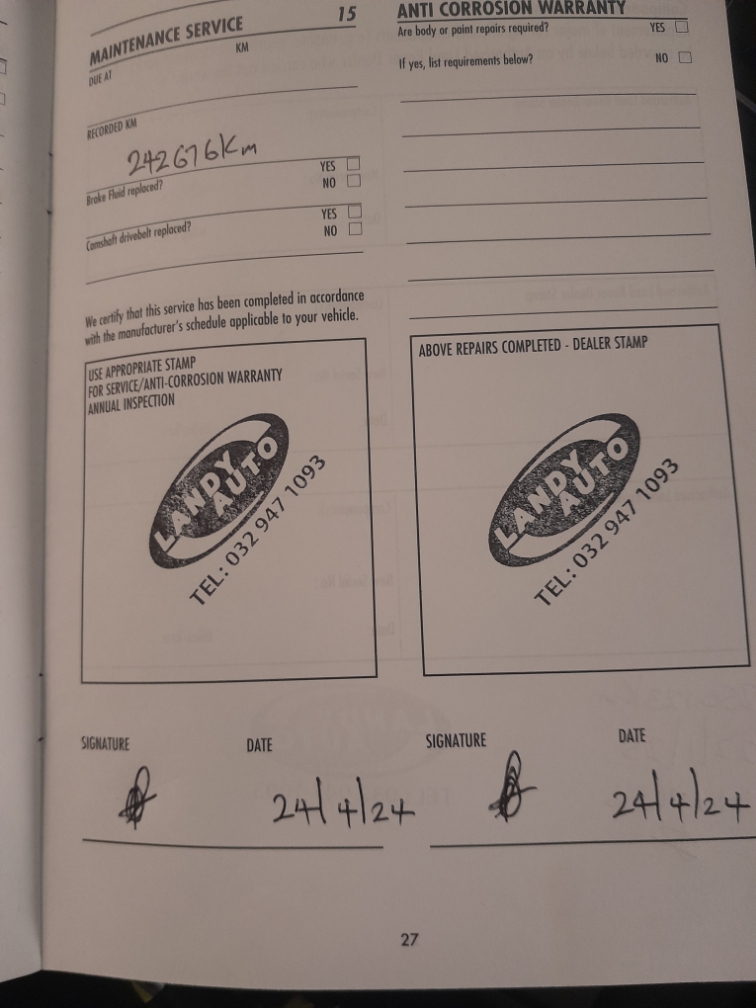 MAINTENANCE SERVICE 15
DUE AT KM
RECORDED KM
242676Km
Brake Fluid replaced? YES
NO
Camshaft drivebelt replaced? YES
NO
We certify that this service has been completed in accordance
with the manufacturer's schedule applicable to your vehicle.
USE APPROPRIATE STAMP
FOR SERVICE/ANTI-CORROSION WARRANTY
ANNUAL INSPECTION
LANDY
AUTO
TEL: 032 947 1093
SIGNATURE DATE
24/4/24
ANTI CORROSION WARRANTY
Are body or paint repairs required? YES
If yes, list requirements below? NO
ABOVE REPAIRS COMPLETED - DEALER STAMP
LANDY
AUTO
TEL: 032 947 1093
SIGNATURE DATE
24/4/24
27